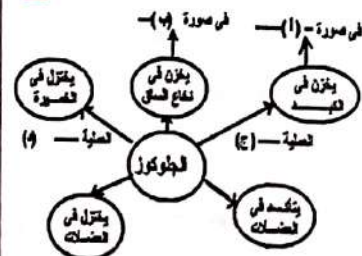 في صورة -(أ)—
في صورة (ب)—
يخزن في
الكبد
يخزن في
نخاع الساق
يختزل في
الخميرة
العملية — (ج)
العملية — (د)
الجلوكوز
يتأكسد في
العضلات
يختزل في
العضلات